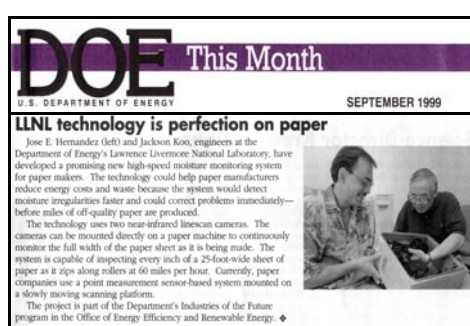 DOE This Month
U.S. DEPARTMENT OF ENERGY
SEPTEMBER 1999
LLNL technology is perfection on paper
Jose E. Hernandez (left) and Jackson Koo, engineers at the
Department of Energy's Lawrence Livermore National Laboratory, have
developed a promising new high-speed moisture monitoring system
for paper makers. The technology could help paper manufacturers
reduce energy costs and waste because the system would detect
moisture irregularities faster and could correct problems immediately—
before miles of off-quality paper are produced.
The technology uses two near-infrared linescan cameras. The
cameras can be mounted directly on a paper machine to continuously
monitor the full width of the paper sheet as it is being made. The
system is capable of inspecting every inch of a 25-foot-wide sheet of
paper as it zips along rollers at 60 miles per hour. Currently, paper
companies use a point measurement sensor-based system mounted on
a slowly moving scanning platform.
The project is part of the Department's Industries of the Future
program in the Office of Energy Efficiency and Renewable Energy. ❖